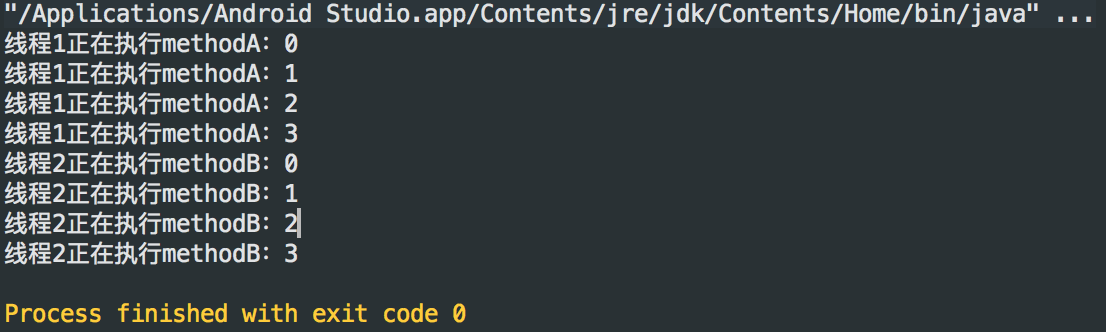 "/Applications/Android Studio.app/Contents/jre/jdk/Contents/Home/bin/java" ...
线程1正在执行methodA：0
线程1正在执行methodA：1
线程1正在执行methodA：2
线程1正在执行methodA：3
线程2正在执行methodB：0
线程2正在执行methodB：1
线程2正在执行methodB：2
线程2正在执行methodB：3
Process finished with exit code 0